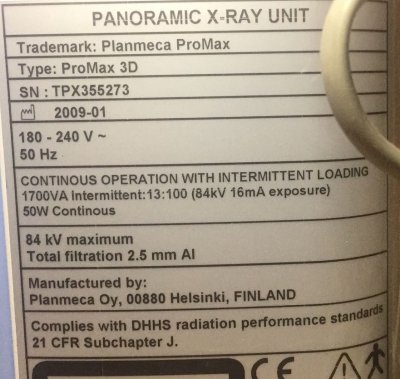 PANORAMIC X-RAY UNIT
Trademark: Planmeca ProMax
Type: ProMax 3D
SN : TPX355273
2009-01
180 - 240 V ~
50 Hz
CONTINOUS OPERATION WITH INTERMITTENT LOADING
1700VA Intermittent:13:100 (84kV 16mA exposure)
50W Continous
84 kV maximum
Total filtration 2.5 mm Al
Manufactured by:
Planmeca Oy, 00880 Helsinki, FINLAND
Complies with DHHS radiation performance standards
21 CFR Subchapter J.
CE